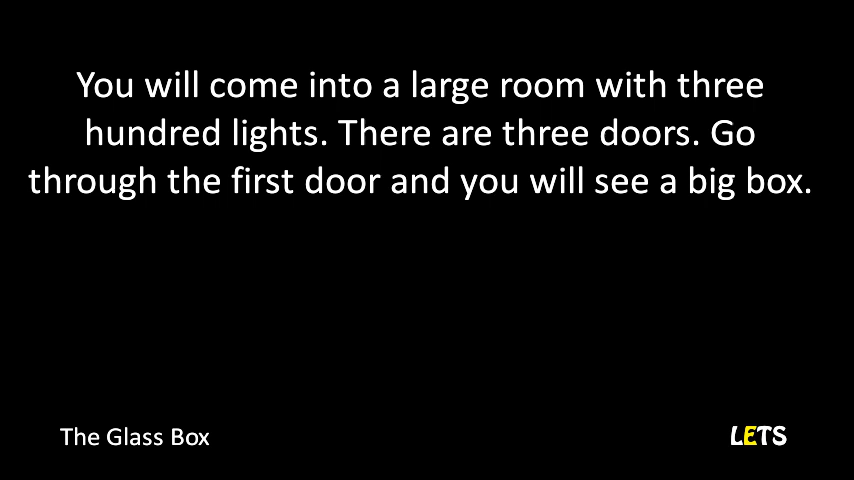 You will come into a large room with three
hundred lights. There are three doors. Go
through the first door and you will see a big box.
The Glass Box
LETS